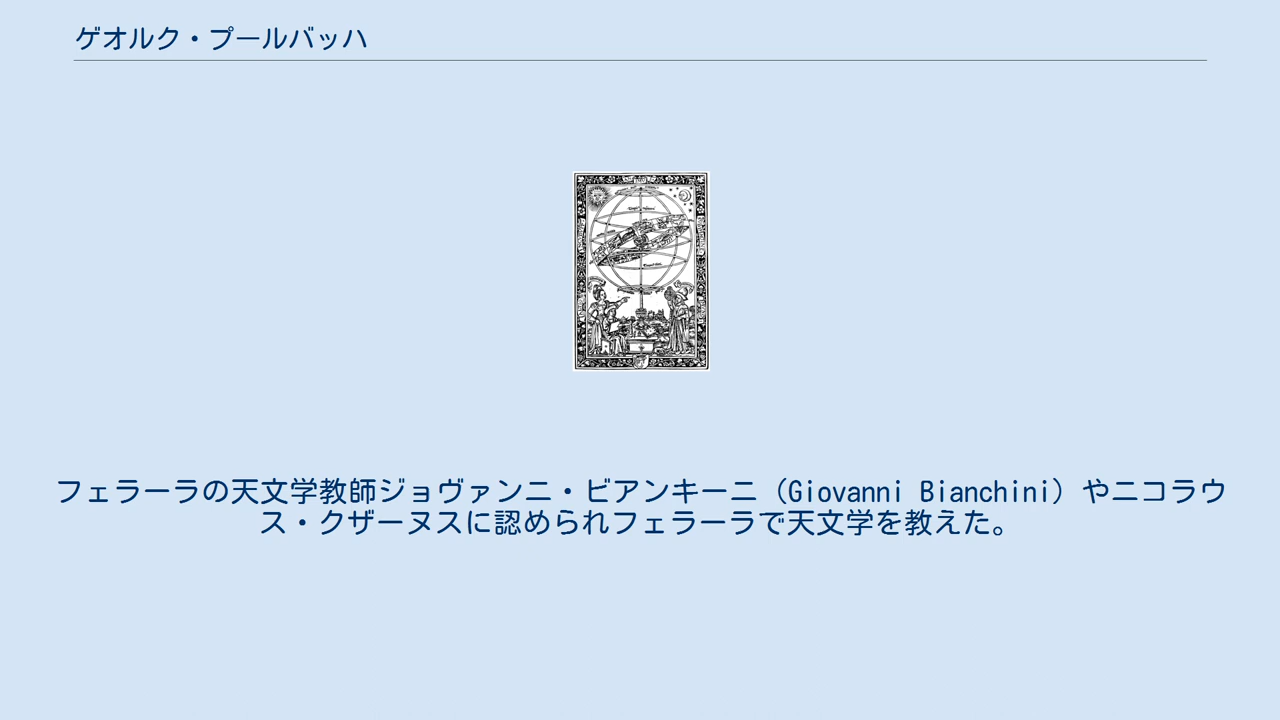 ゲオルク・プールバッハ
フェラーラの天文学教師ジョヴァンニ・ビアンキーニ（Giovanni Bianchini）やニコラウ
ス・クザーヌスに認められフェラーラで天文学を教えた。